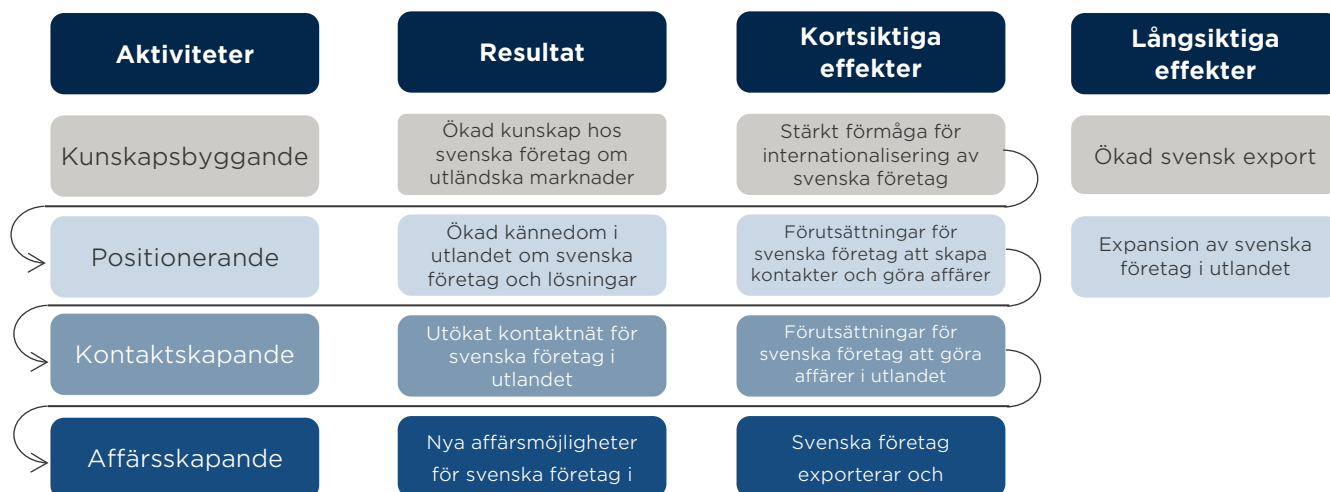 Aktiviteter
Resultat
Kortsiktiga
effekter
Långsiktiga
effekter
Kunskapsbyggande
Ökad kunskap hos
svenska företag om
utländska marknader
Stärkt förmåga för
internationalisering av
svenska företag
Ökad svensk export
Positionerande
Ökad kännedom i
utlandet om svenska
företag och lösningar
Förutsättningar för
svenska företag att skapa
kontakter och göra affärer
Expansion av svenska
företag i utlandet
Kontaktskapande
Utökat kontaktnät för
svenska företag i
utlandet
Förutsättningar för
svenska företag att göra
affärer i utlandet
Affärsskapande
Nya affärsmöjligheter
för svenska företag i
Svenska företag
exporterar och